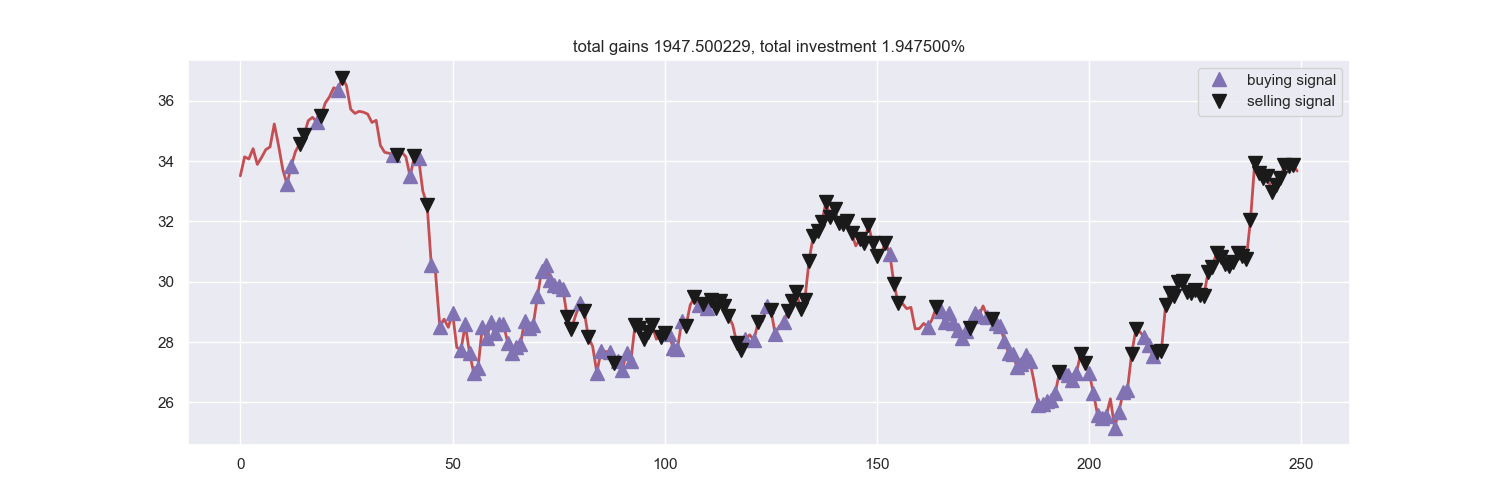 total gains 1947.500229, total investment 1.947500%
buying signal
selling signal
36
34
32
30
28
26
0 50 100 150 200 250